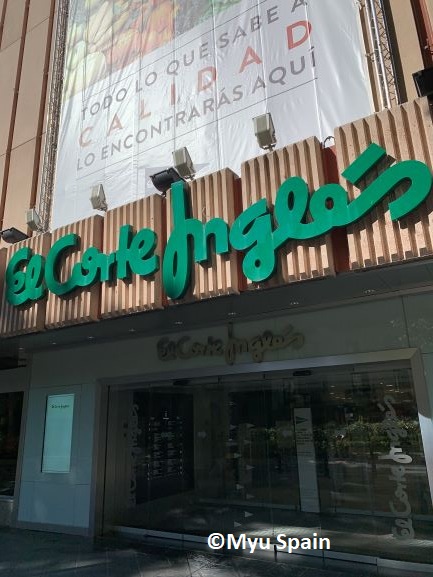 TODO LO QUE SABE A
CALIDAD
LO ENCONTRARÁS AQUÍ
El Corte Inglés
El Corte Inglés
El Corte Inglés
©Myu Spain